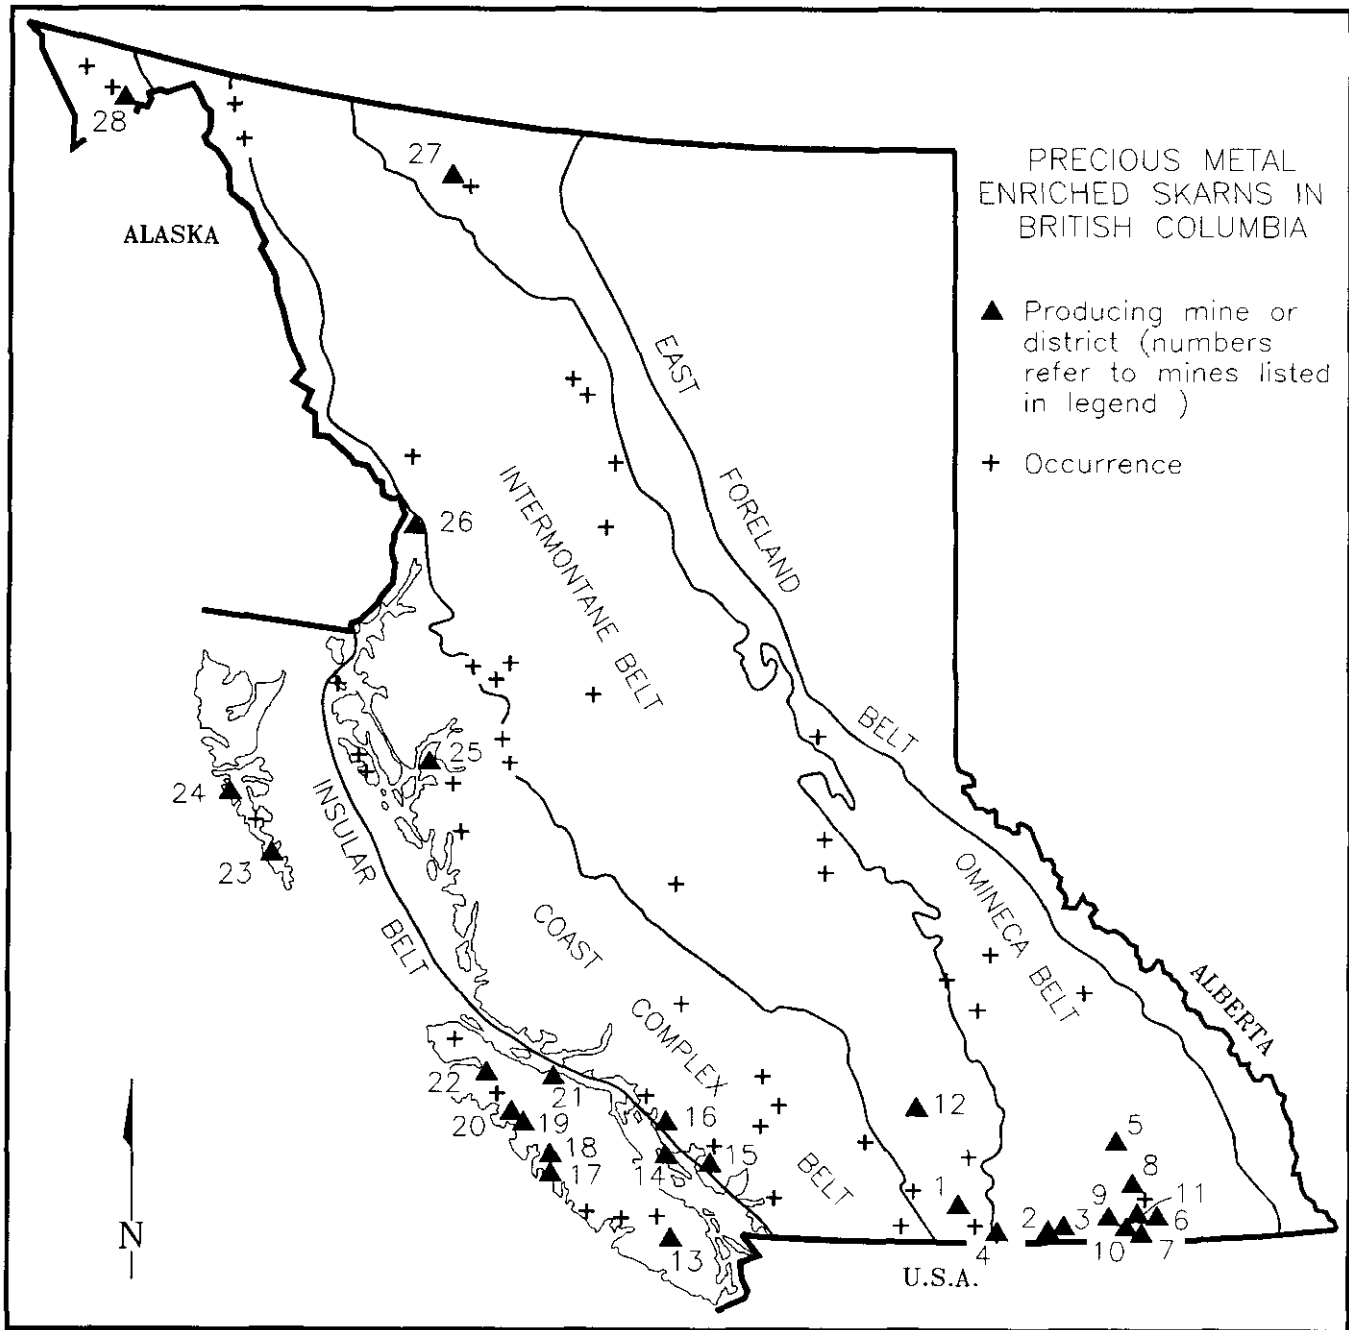 PRECIOUS METAL
ENRICHED SKARNS IN
BRITISH COLUMBIA
Producing mine or
district (numbers
refer to mines listed
in legend )
Occurrence
28
27
ALASKA
EAST
FORELAND
BELT
26
INTERMONTANE BELT
25
24
23
INSULAR
BELT
COAST
COMPLEX
BELT
OMINECA BELT
ALBERTA
22
21
20
19
18
17
16
15
14
13
12
5
8
11
9
6
1
2
3
4
10
7
N
U.S.A.